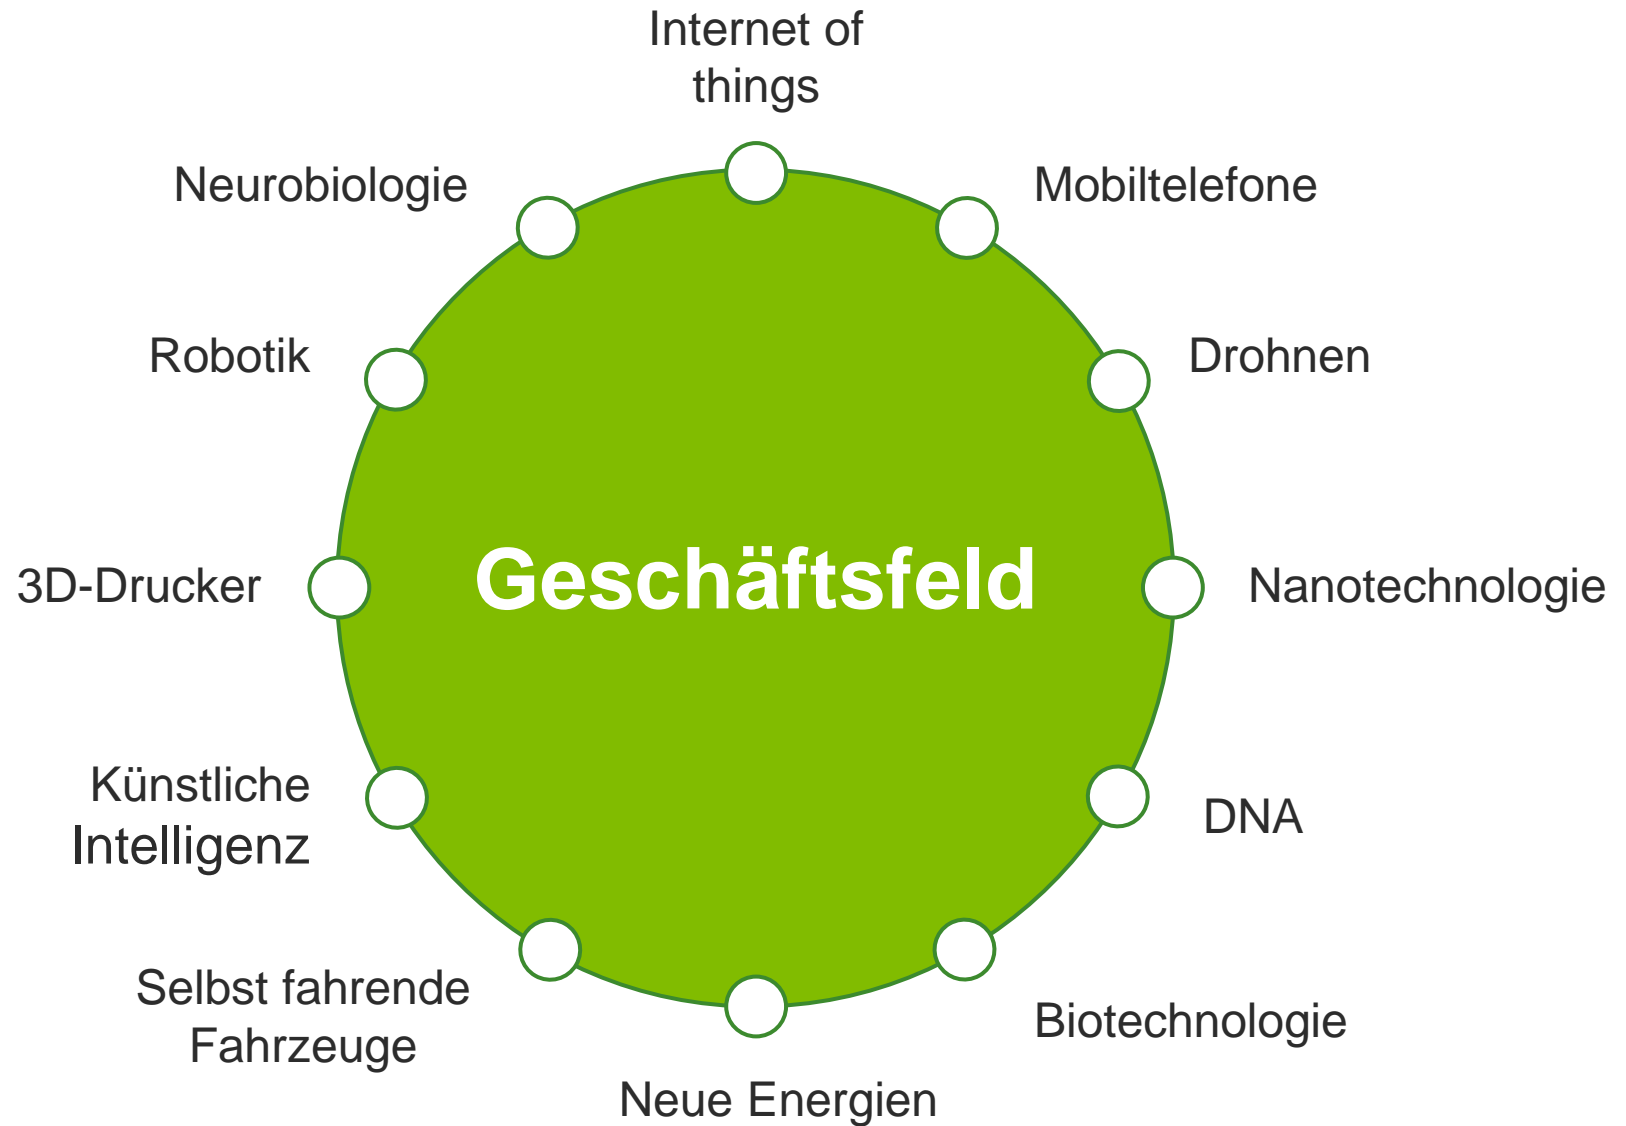 Internet of
things
Neurobiologie
Mobiltelefone
Robotik
Drohnen
3D-Drucker
Geschäftsfeld
Nanotechnologie
Künstliche
Intelligenz
DNA
Selbst fahrende
Fahrzeuge
Biotechnologie
Neue Energien